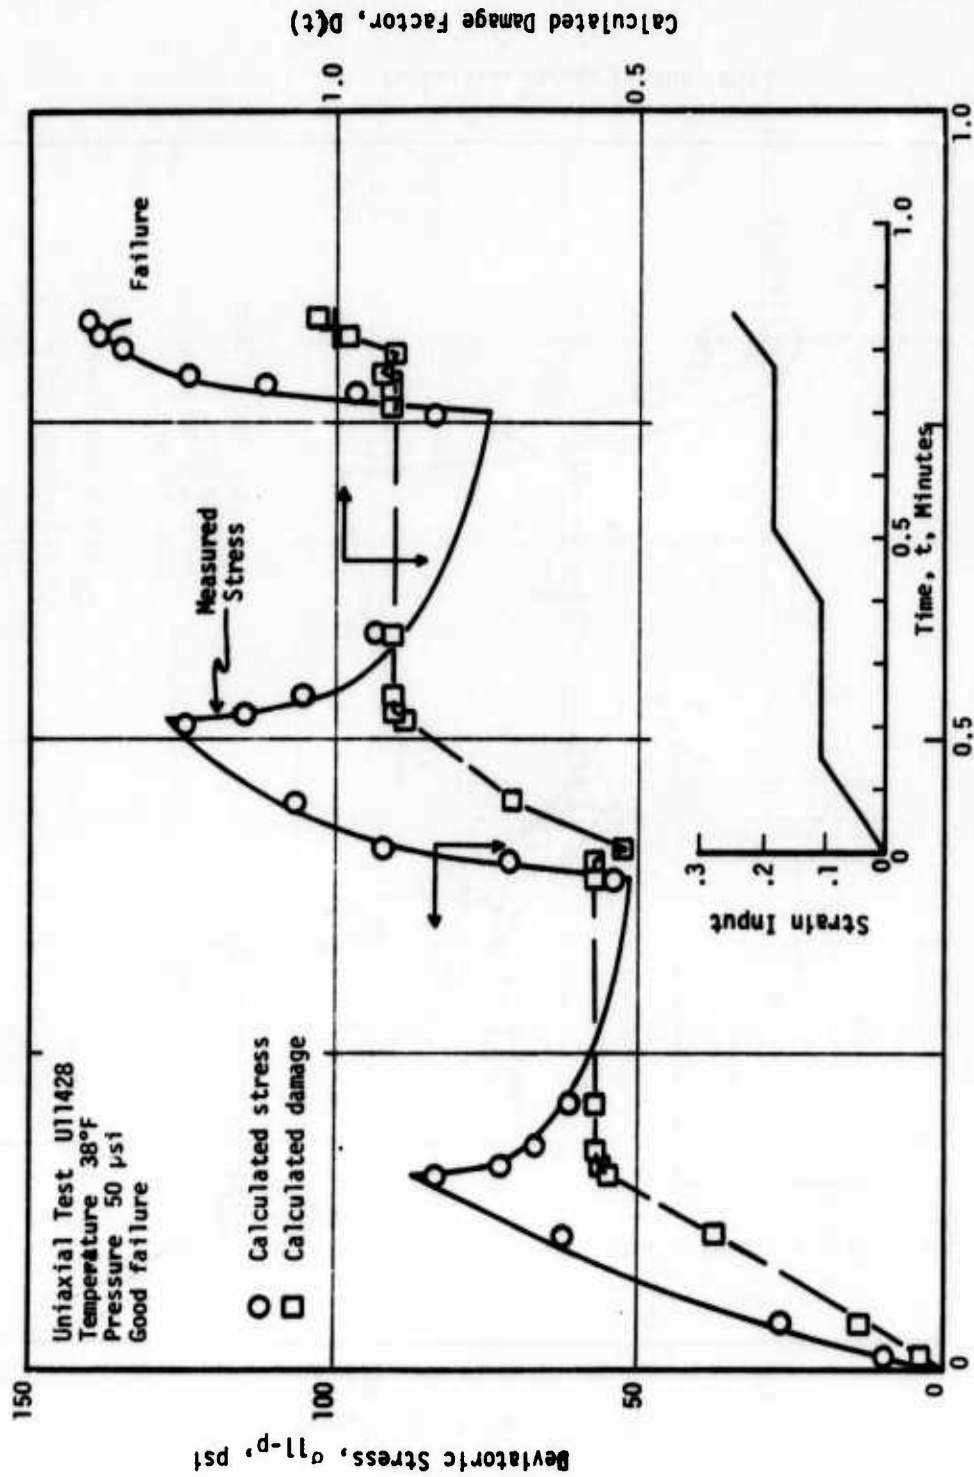 Uniaxial Test U11428
Temperature 38°F
Pressure 50 psi
Good failure
Calculated stress
Calculated damage
Measured
Stress
Failure
Deviatoric Stress, σ11-p, psi
150
100
50
0
Calculated Damage Factor, D(t)
1.0
0.5
0
0.5
1.0
Time, t, Minutes
Strain Input
.3
.2
.1
0
0
0.5
1.0